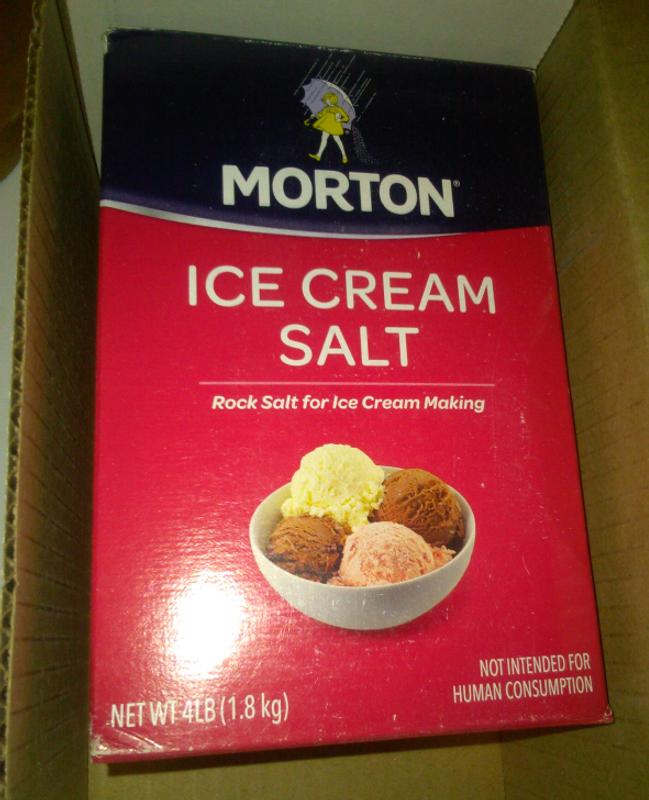 MORTON®
ICE CREAM
SALT
Rock Salt for Ice Cream Making
NOT INTENDED FOR
HUMAN CONSUMPTION
NET WT 4LB (1.8 kg)